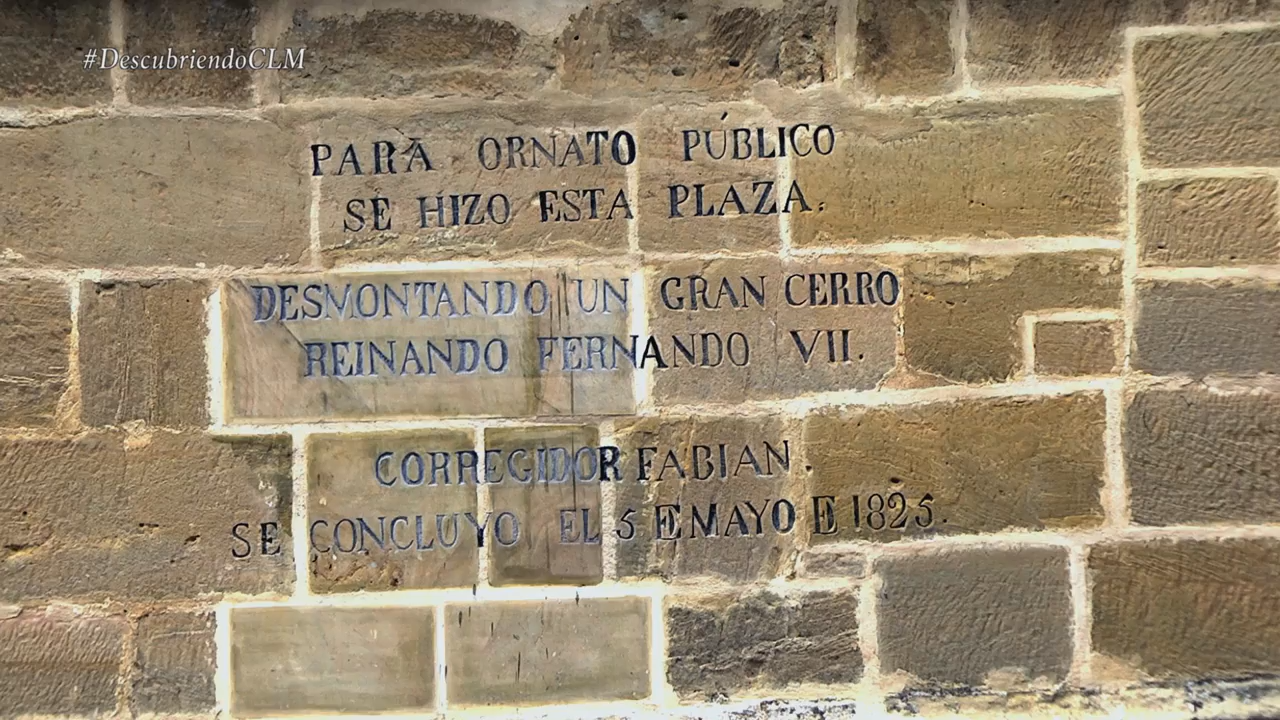 #DescubriendoCLM
PARA ORNATO PÚBLICO
SE HIZO ESTA PLAZA.
DESMONTANDO UN GRAN CERRO
REINANDO FERNANDO VII.
CORREGIDOR FABIAN.
SE CONCLUYO EL 5 E MAYO E 1825.